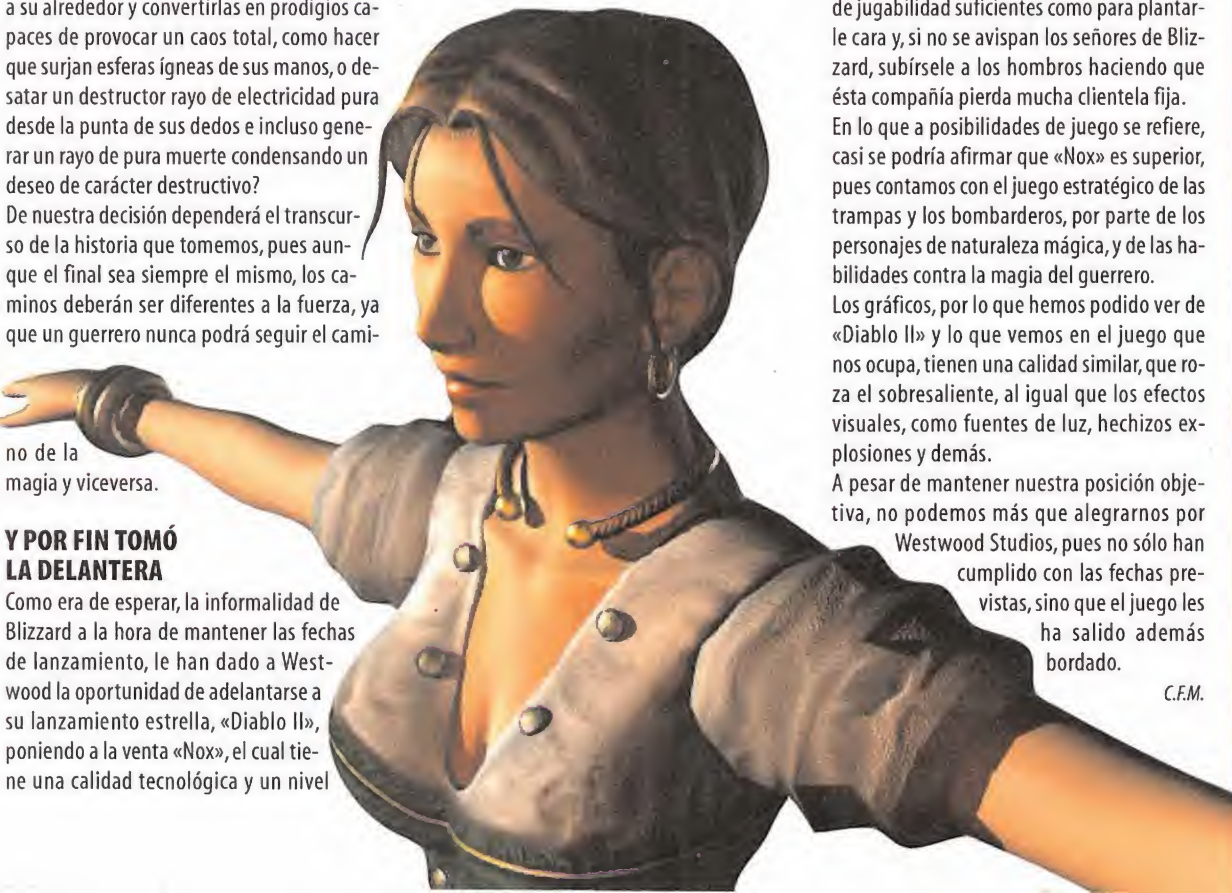 a su alrededor y convertirlas en prodigios ca-
paces de provocar un caos total, como hacer
que surjan esferas ígneas de sus manos, o de-
satar un destructor rayo de electricidad pura
desde la punta de sus dedos e incluso gene-
rar un rayo de pura muerte condensando un
deseo de carácter destructivo?
De nuestra decisión dependerá el transcur-
so de la historia que tomemos, pues aun-
que el final sea siempre el mismo, los ca-
minos deberán ser diferentes a la fuerza, ya
que un guerrero nunca podrá seguir el cami-
no de la
magia y viceversa.
Y POR FIN TOMÓ
LA DELANTERA
Como era de esperar, la informalidad de
Blizzard a la hora de mantener las fechas
de lanzamiento, le han dado a West-
wood la oportunidad de adelantarse a
su lanzamiento estrella, «Diablo II»,
poniendo a la venta «Nox», el cual tie-
ne una calidad tecnológica y un nivel
de jugabilidad suficientes como para plantar-
le cara y, si no se avispan los señores de Bliz-
zard, subírsele a los hombros haciendo que
ésta compañía pierda mucha clientela fija.
En lo que a posibilidades de juego se refiere,
casi se podría afirmar que «Nox» es superior,
pues contamos con el juego estratégico de las
trampas y los bombarderos, por parte de los
personajes de naturaleza mágica, y de las ha-
bilidades contra la magia del guerrero.
Los gráficos, por lo que hemos podido ver de
«Diablo II» y lo que vemos en el juego que
nos ocupa, tienen una calidad similar, que ro-
za el sobresaliente, al igual que los efectos
visuales, como fuentes de luz, hechizos ex-
plosiones y demás.
A pesar de mantener nuestra posición obje-
tiva, no podemos más que alegrarnos por
Westwood Studios, pues no sólo han
cumplido con las fechas pre-
vistas, sino que el juego les
ha salido además
bordado.
C.F.M.